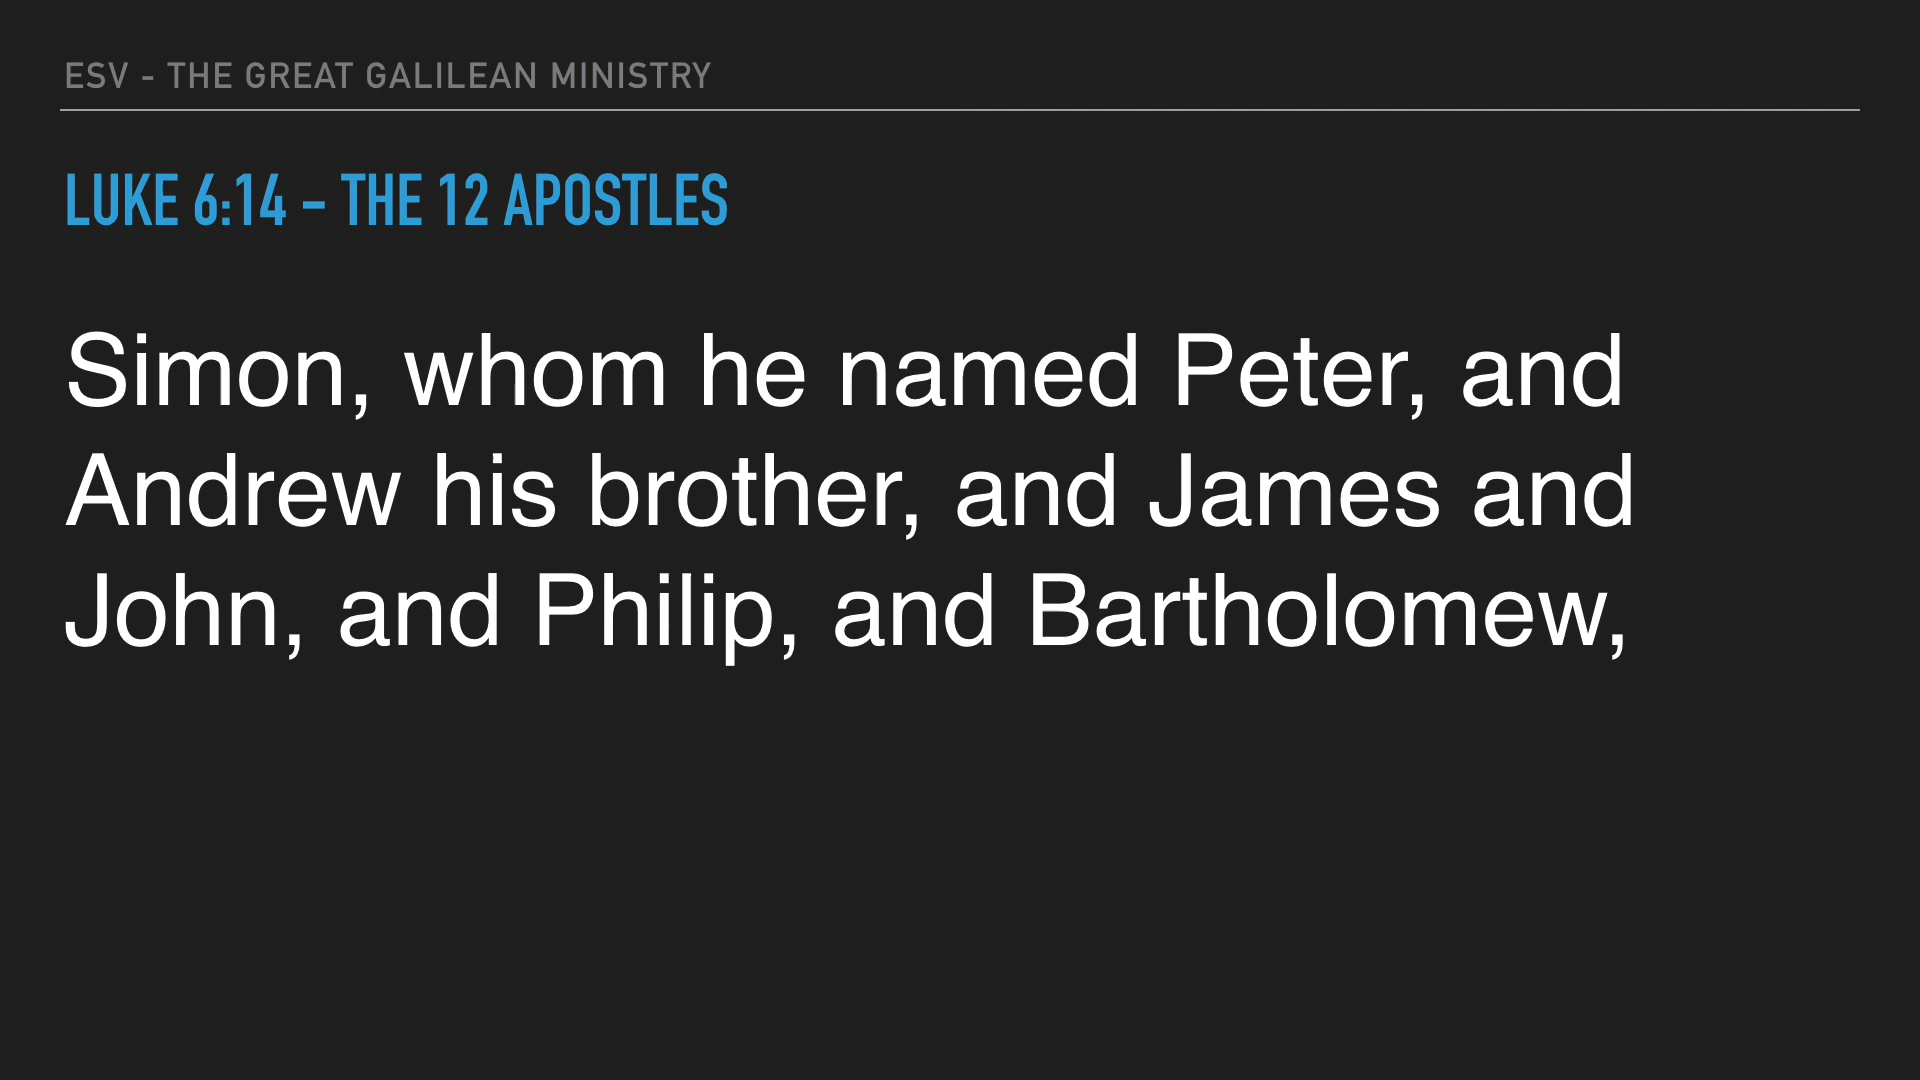 ESV - THE GREAT GALILEAN MINISTRY
LUKE 6:14 - THE 12 APOSTLES
Simon, whom he named Peter, and
Andrew his brother, and James and
John, and Philip, and Bartholomew,